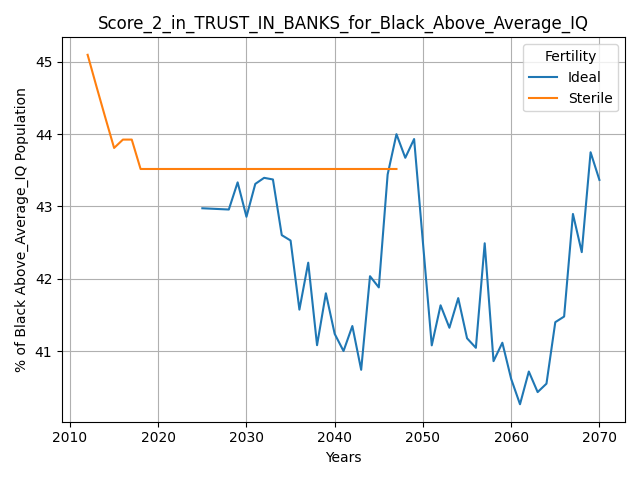 Score_2_in_TRUST_IN_BANKS_for_Black_Above_Average_IQ
% of Black Above_Average_IQ Population
45
44
43
42
41
Fertility
Ideal
Sterile
2010
2020
2030
2040
2050
2060
2070
Years